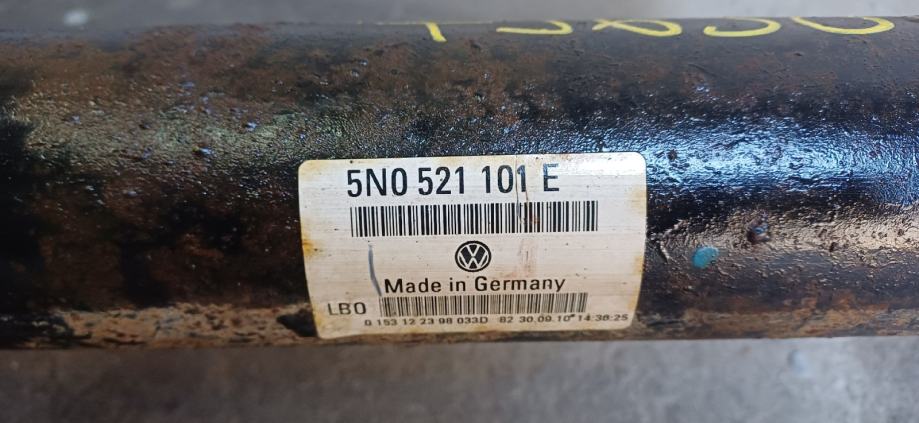 5N0 521 101 E
Made in Germany
LBO
0 153 12 23 98 033D 82 30.09.10* 14:36:25